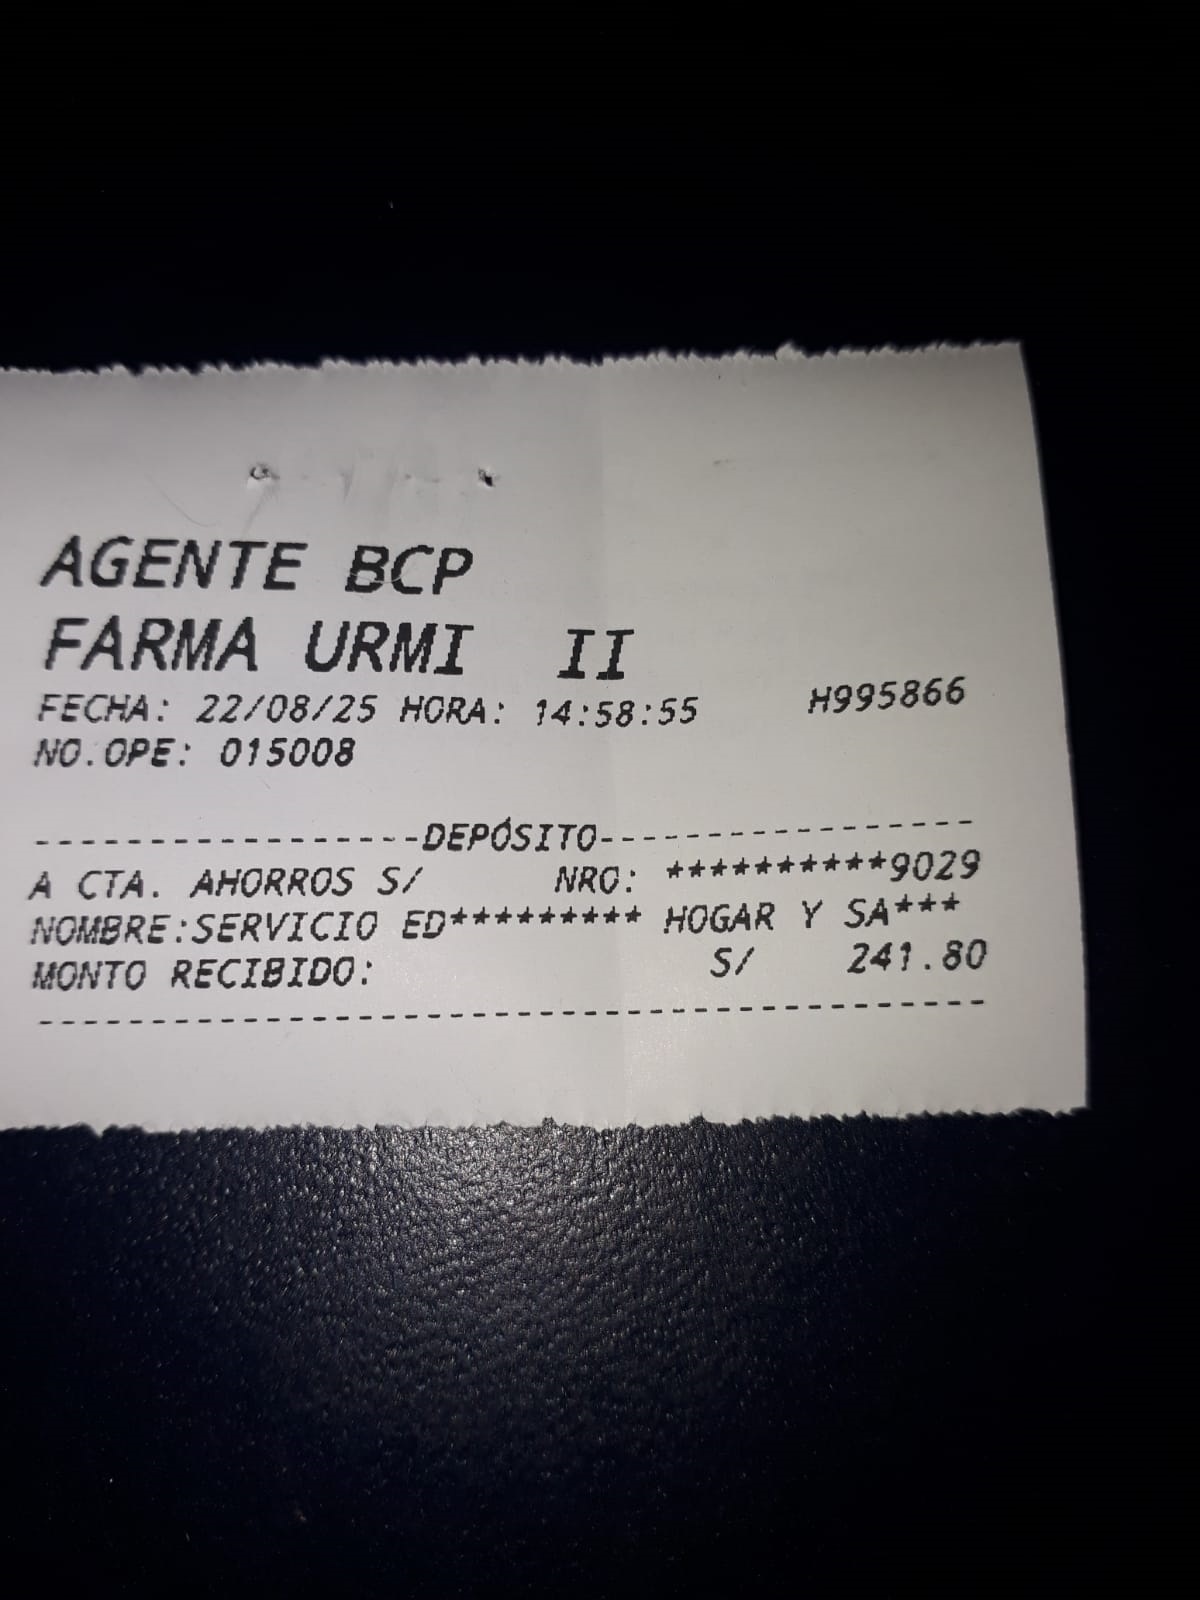 AGENTE BCP
FARMA URMI II
FECHA: 22/08/25 HORA: 14:58:55 H995866
NO.OPE: 015008
------------------DEPÓSITO------------------
A CTA. AHORROS S/ NRO: **********9029
NOMBRE:SERVICIO ED********* HOGAR Y SA***
MONTO RECIBIDO: S/ 241.80
--------------------------------------------